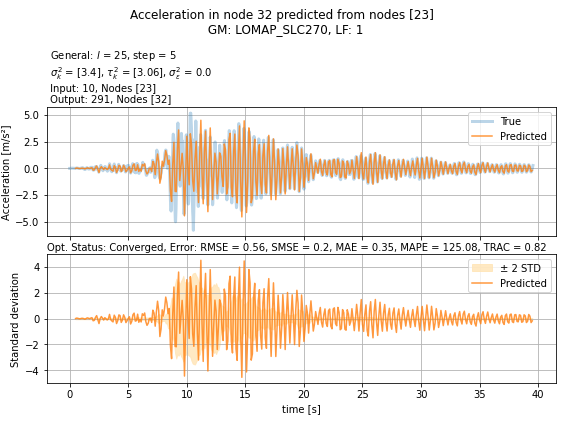 Acceleration in node 32 predicted from nodes [23]
GM: LOMAP_SLC270, LF: 1
General: l = 25, step = 5
σ²ₖ = [3.4], τ²ₖ = [3.06], σ²ε = 0.0
Input: 10, Nodes [23]
Output: 291, Nodes [32]
Acceleration [m/s²]
5.0
2.5
0.0
−2.5
−5.0
True
Predicted
Opt. Status: Converged, Error: RMSE = 0.56, SMSE = 0.2, MAE = 0.35, MAPE = 125.08, TRAC = 0.82
Standard deviation
4
2
0
−2
−4
± 2 STD
Predicted
0 5 10 15 20 25 30 35 40
time [s]